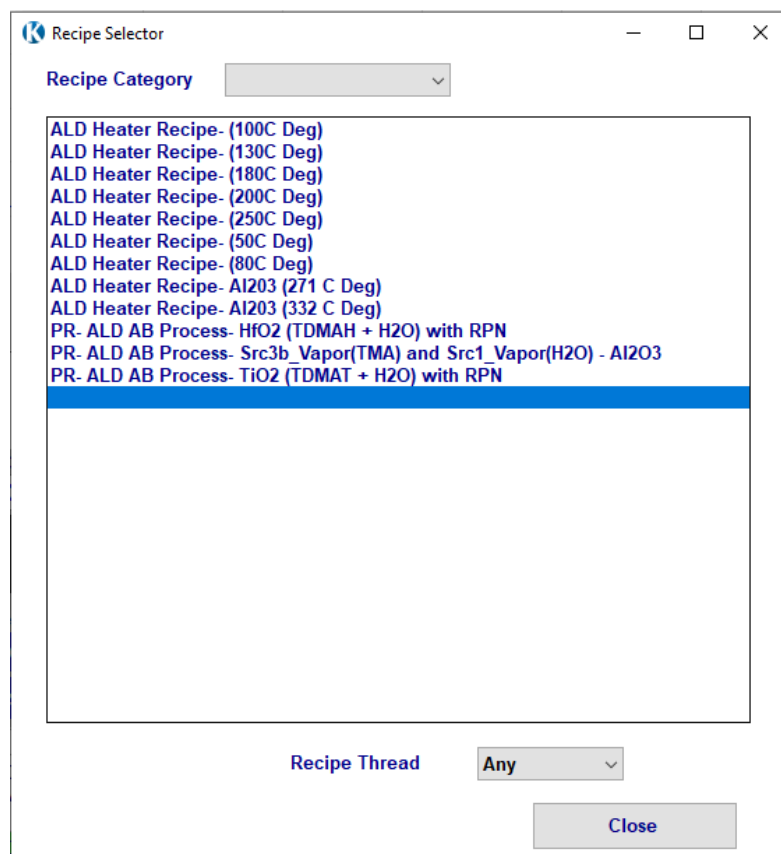 Recipe Selector
Recipe Category
ALD Heater Recipe- (100C Deg)
ALD Heater Recipe- (130C Deg)
ALD Heater Recipe- (180C Deg)
ALD Heater Recipe- (200C Deg)
ALD Heater Recipe- (250C Deg)
ALD Heater Recipe- (50C Deg)
ALD Heater Recipe- (80C Deg)
ALD Heater Recipe- Al203 (271 C Deg)
ALD Heater Recipe- Al203 (332 C Deg)
PR- ALD AB Process- HfO2 (TDMAH + H2O) with RPN
PR- ALD AB Process- Src3b_Vapor(TMA) and Src1_Vapor(H2O) - Al2O3
PR- ALD AB Process- TiO2 (TDMAT + H2O) with RPN
Recipe Thread Any
Close